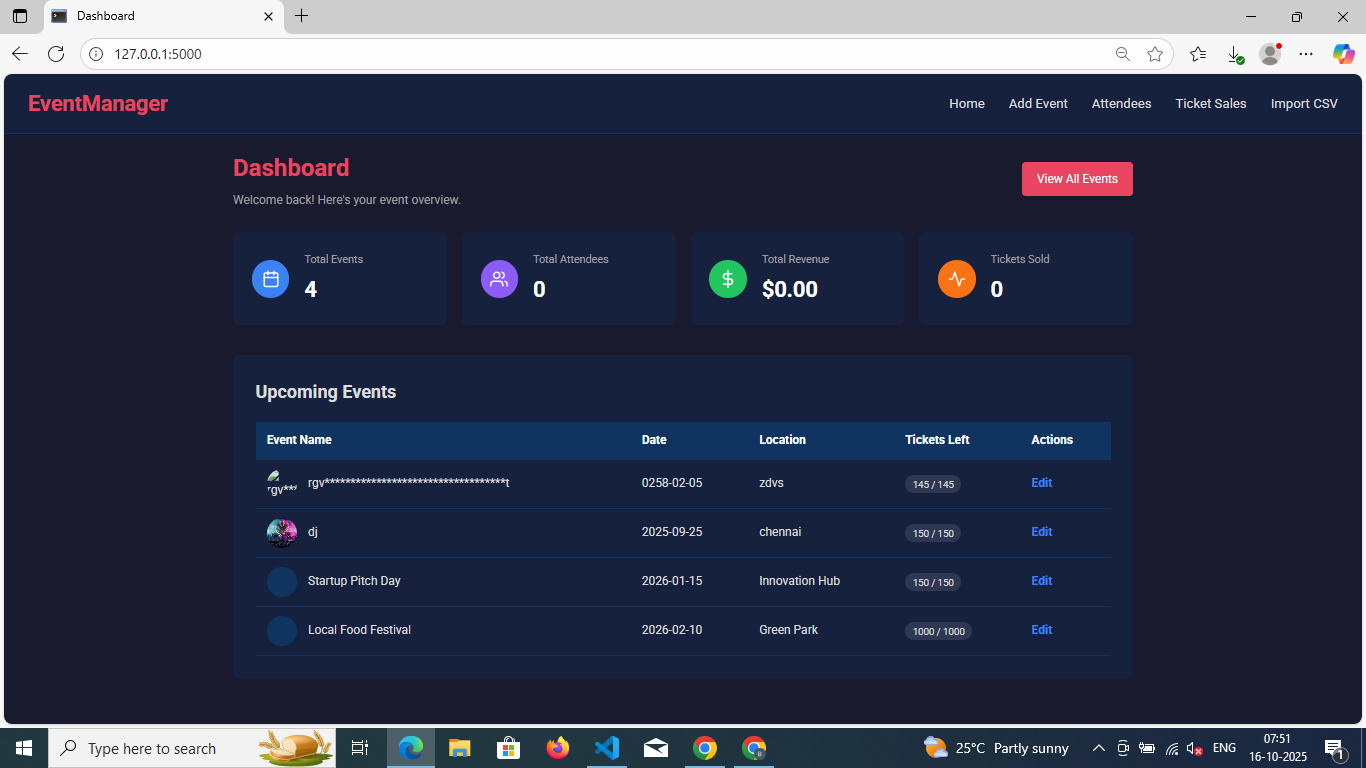 Dashboard
127.0.0.1:5000
EventManager
Home Add Event Attendees Ticket Sales Import CSV
Dashboard
View All Events
Welcome back! Here's your event overview.
Total Events Total Attendees Total Revenue Tickets Sold
4 0 $0.00 0
Upcoming Events
Event Name Date Location Tickets Left Actions
rgv*** rgv************************************t 0258-02-05 zdvs 145 / 145 Edit
dj 2025-09-25 chennai 150 / 150 Edit
Startup Pitch Day 2026-01-15 Innovation Hub 150 / 150 Edit
Local Food Festival 2026-02-10 Green Park 1000 / 1000 Edit
Type here to search 25°C Partly sunny ENG 07:51
16-10-2025 1